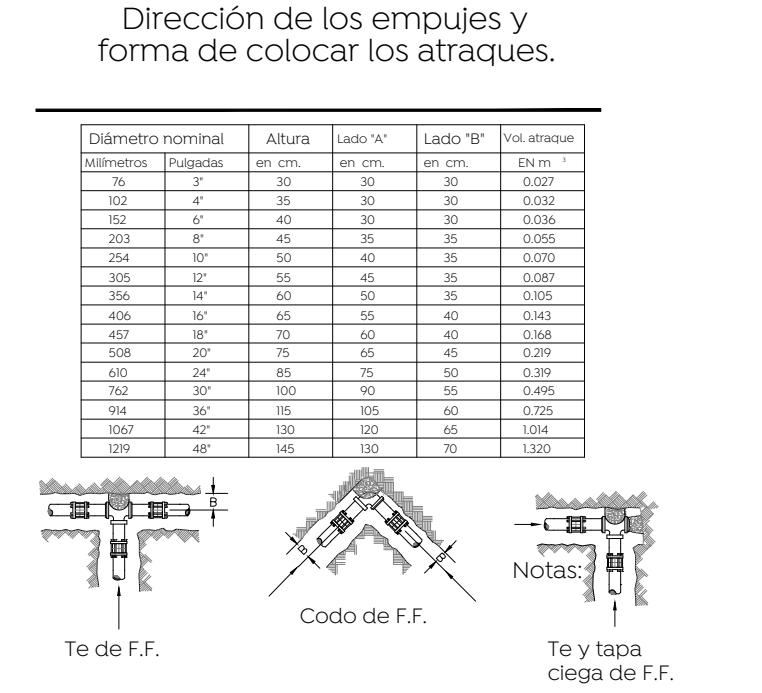 Dirección de los empujes y
forma de colocar los atraques.
Diámetro nominal Altura Lado "A" Lado "B" Vol. atraque
Milímetros Pulgadas en cm. en cm. en cm. EN m 3
76 3" 30 30 30 0.027
102 4" 35 30 30 0.032
152 6" 40 30 30 0.036
203 8" 45 35 35 0.055
254 10" 50 40 35 0.070
305 12" 55 45 35 0.087
356 14" 60 50 35 0.105
406 16" 65 55 40 0.143
457 18" 70 60 40 0.168
508 20" 75 65 45 0.219
610 24" 85 75 50 0.319
762 30" 100 90 55 0.495
914 36" 115 105 60 0.725
1067 42" 130 120 65 1.014
1219 48" 145 130 70 1.320
B
B B
Notas:
Codo de F.F.
Te de F.F.
Te y tapa
ciega de F.F.